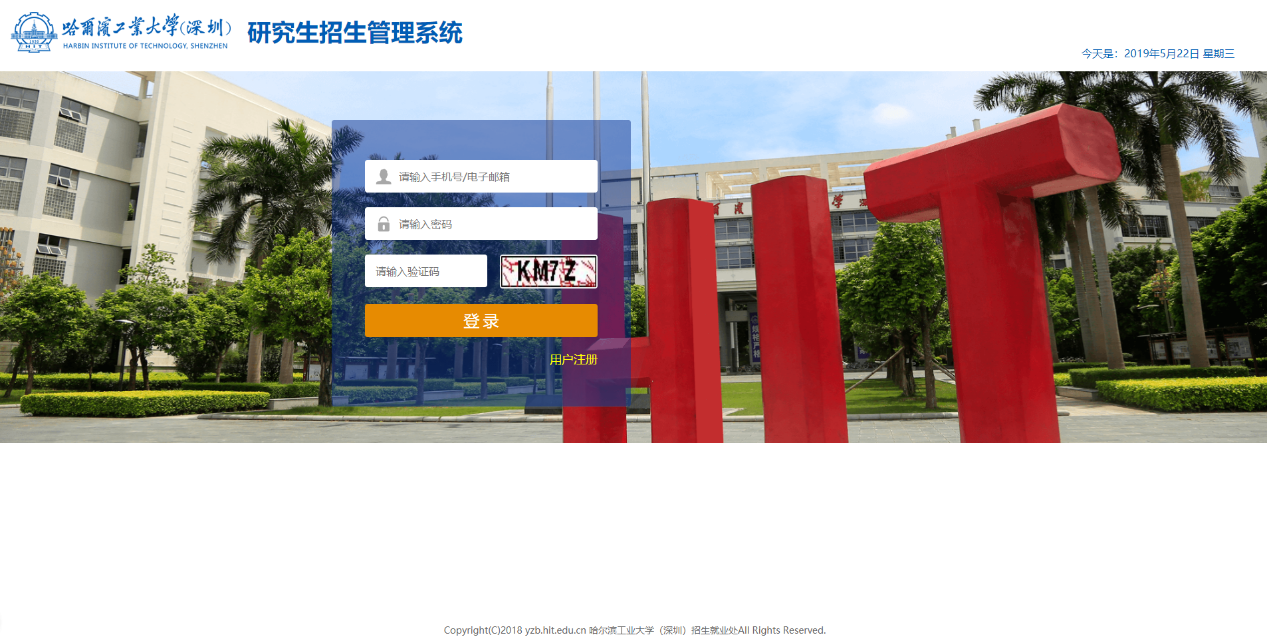 哈爾濱工業大學(深圳)
HARBIN INSTITUTE OF TECHNOLOGY, SHENZHEN
研究生招生管理系统
今天是：2019年5月22日 星期三
请输入手机号/电子邮箱
请输入密码
请输入验证码
KM7Z
登录
用户注册
HIT
Copyright(C)2018 yzb.hit.edu.cn 哈尔滨工业大学（深圳）招生就业处All Rights Reserved.